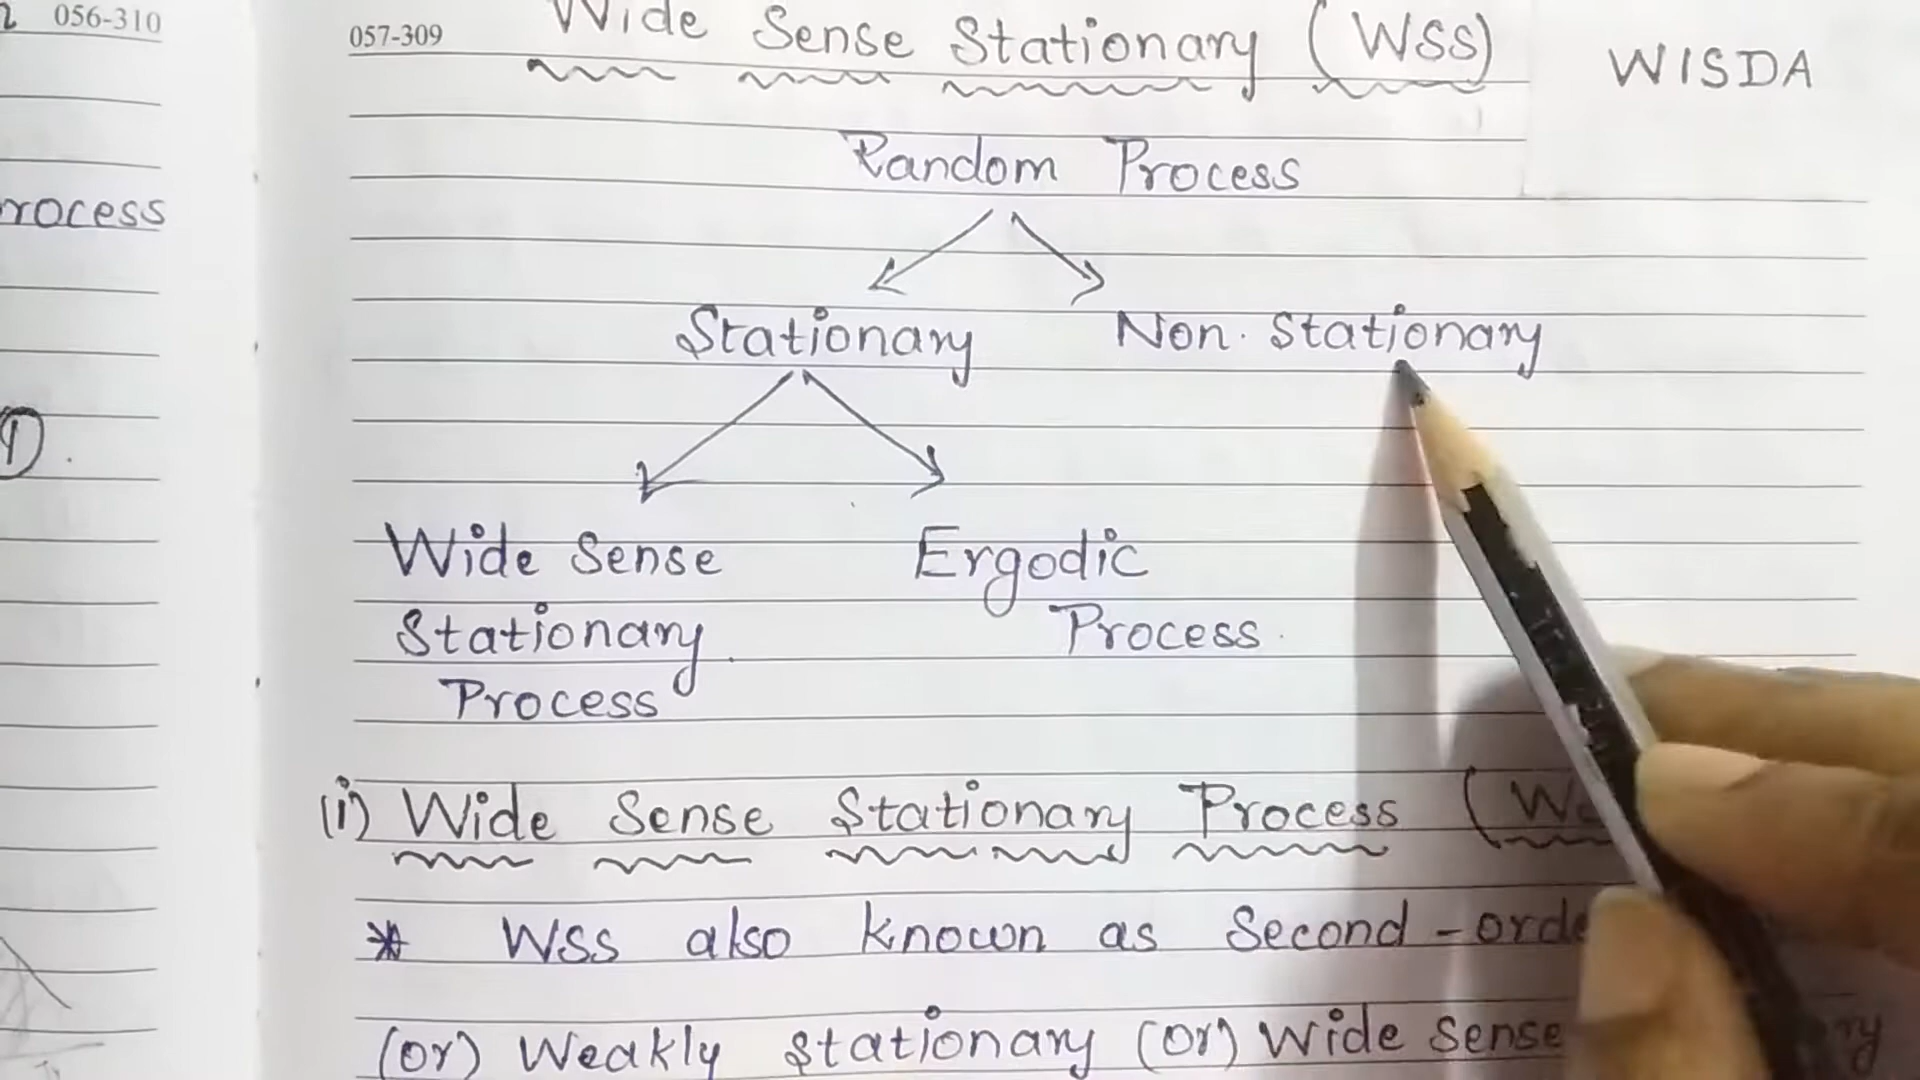 056-310
rocess
1
057-309
Wide Sense Stationary (WSS)
WISDA
Random Process
Stationary Non-Stationary
Wide Sense Ergodic
Stationary Process
Process
(i) Wide Sense Stationary Process
* WSS also known as Second-orde
(or) Weakly Stationary (or) Wide Sense